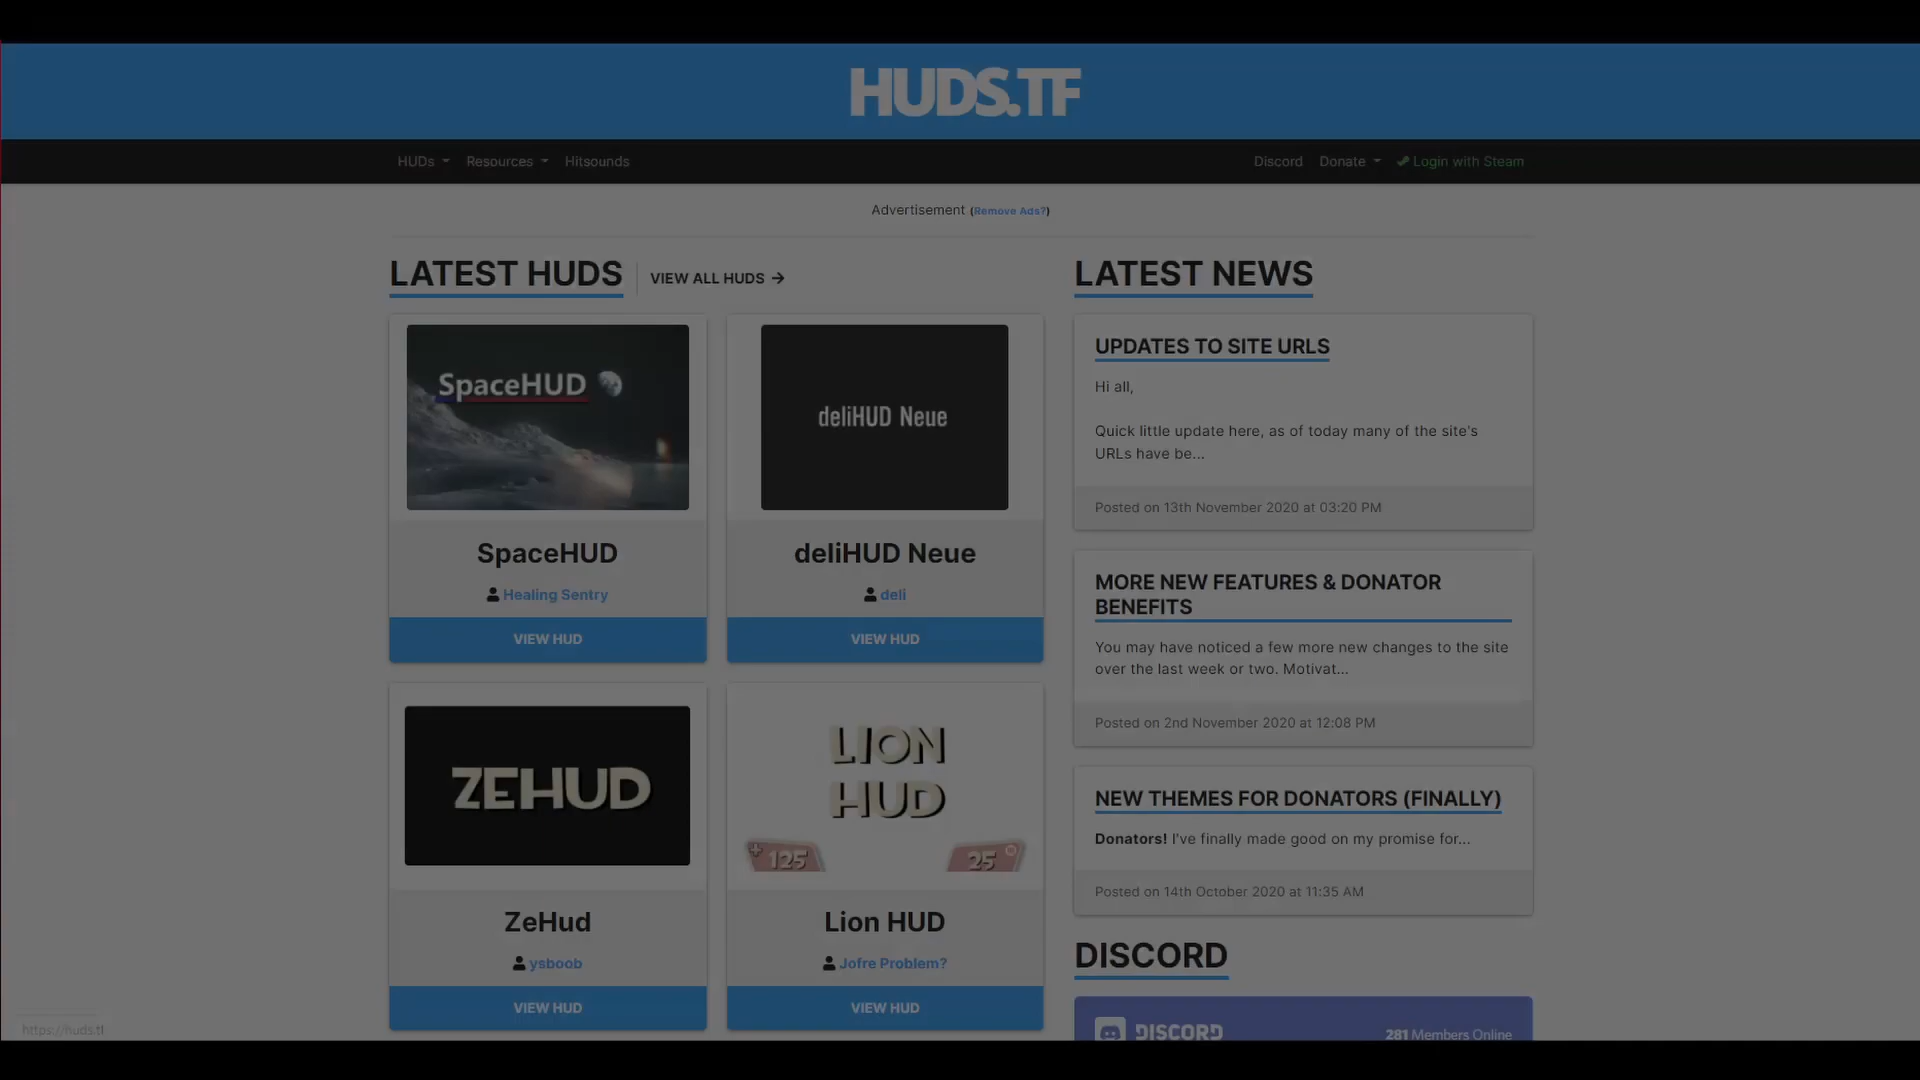 HUDS.TF
HUDs
Resources
Hitsounds
Discord
Donate
Login with Steam
Advertisement (Remove Ads?)
LATEST HUDS
VIEW ALL HUDS →
SpaceHUD
SpaceHUD
Healing Sentry
VIEW HUD
deliHUD Neue
deliHUD Neue
deli
VIEW HUD
ZEHUD
ZeHud
ysboob
VIEW HUD
LION
HUD
125
25
Lion HUD
Jofre Problem?
VIEW HUD
LATEST NEWS
UPDATES TO SITE URLS
Hi all,
Quick little update here, as of today many of the site's
URLs have be...
Posted on 13th November 2020 at 03:20 PM
MORE NEW FEATURES & DONATOR
BENEFITS
You may have noticed a few more new changes to the site
over the last week or two. Motivat...
Posted on 2nd November 2020 at 12:08 PM
NEW THEMES FOR DONATORS (FINALLY)
Donators! I've finally made good on my promise for...
Posted on 14th October 2020 at 11:35 AM
DISCORD
DISCORD
281 Members Online
https://huds.tf